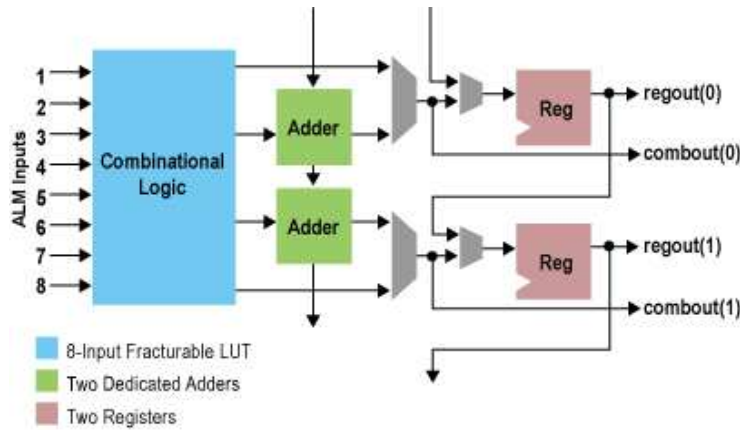 ALM Inputs
1
2
3
4
5
6
7
8
Combinational
Logic
Adder
Adder
Reg
regout(0)
combout(0)
Reg
regout(1)
combout(1)
8-Input Fracturable LUT
Two Dedicated Adders
Two Registers